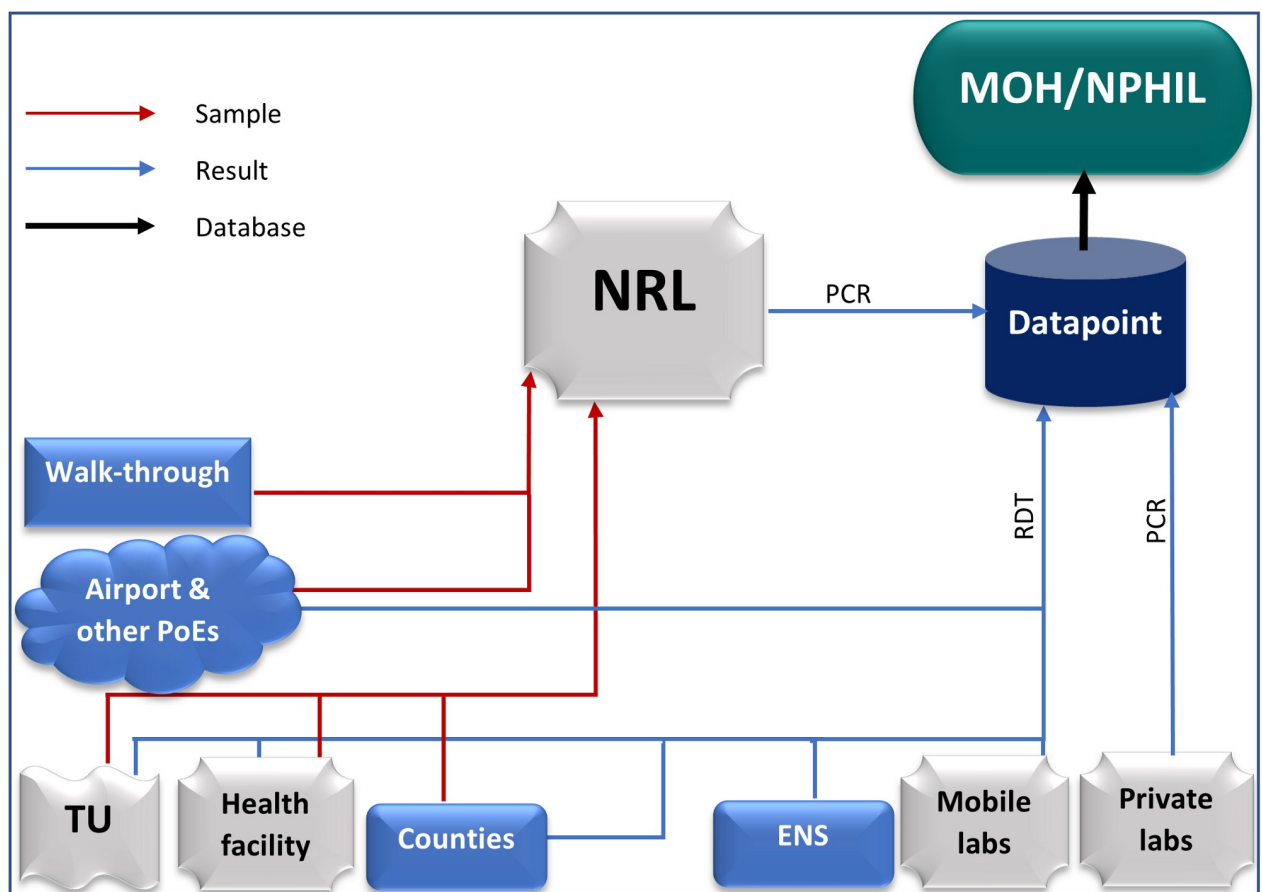 MOH/NPHIL
Sample
Result
Database
NRL
PCR
Datapoint
Walk-through
Airport &
other PoEs
RDT
PCR
TU
Health
facility
Counties
ENS
Mobile
labs
Private
labs